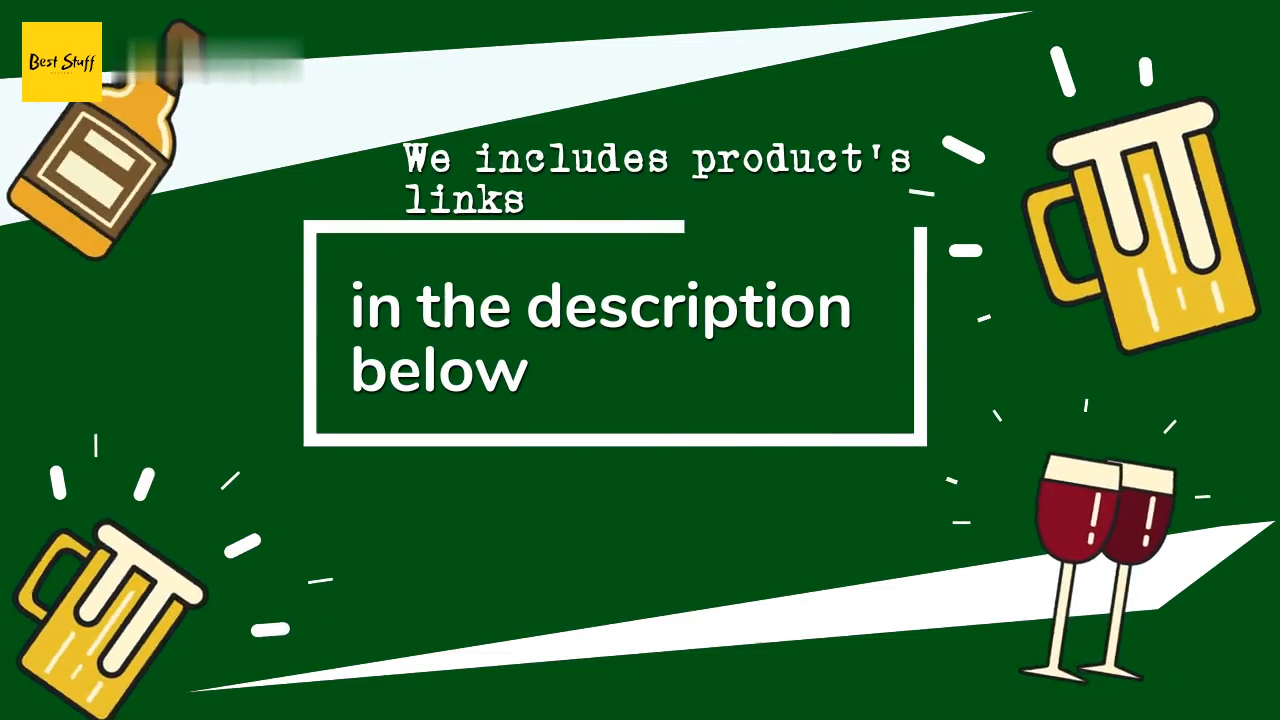 Best Stuff
We includes product's
links
in the description
below